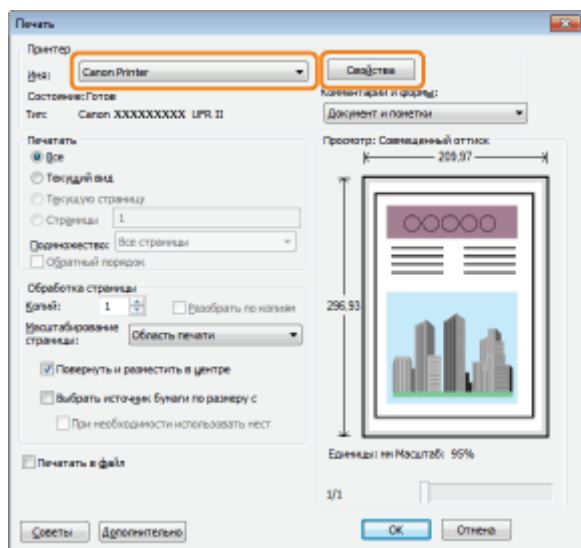 Печать
Принтер
Имя: Canon Printer Свойства
Состояние: Готов Комментарии и формы:
Тип: Canon XXXXXXXXX UFR II Документ и пометки
Печатать
Все
Текущий вид
Текущую страницу
Страницы 1
Подмножество: Все страницы
Обратный порядок
Просмотр: Совмещенный оттиск
209,97
296,93
Обработка страницы
Копий: 1 Разобрать по копиям
Масштабирование страницы: Область печати
Повернуть и разместить в центре
Выбрать источник бумаги по размеру с
При необходимости использовать нест
Печатать в файл
Единицы: мм Масштаб: 95%
1/1
Советы Дополнительно OK Отмена